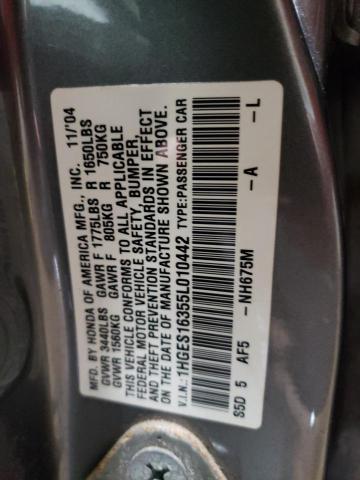 MFD. BY HONDA OF AMERICA MFG., INC. 11/'04
GVWR 3440LBS GAWR F 1775LBS R 1650LBS
GVWR 1560KG GAWR F 805KG R 750KG
THIS VEHICLE CONFORMS TO ALL APPLICABLE
FEDERAL MOTOR VEHICLE SAFETY, BUMPER,
AND THEFT PREVENTION STANDARDS IN EFFECT
ON THE DATE OF MANUFACTURE SHOWN ABOVE.
V.I.N.:1HGES16355L010442 TYPE:PASSENGER CAR
S5D 5 AF5 -NH675M -A -L